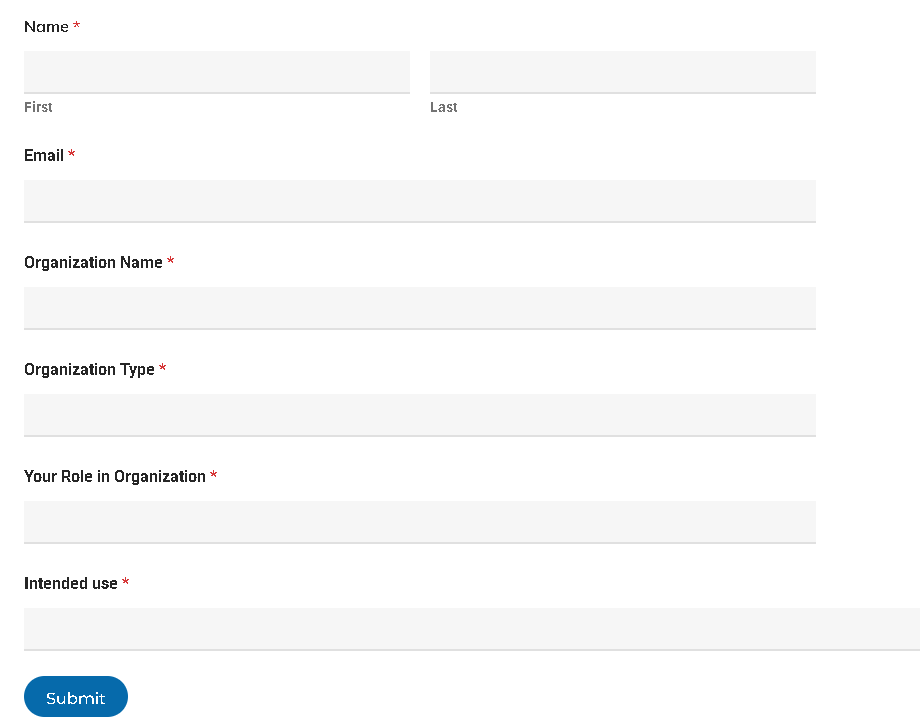 Name *
First Last
Email *
Organization Name *
Organization Type *
Your Role in Organization *
Intended use *
Submit